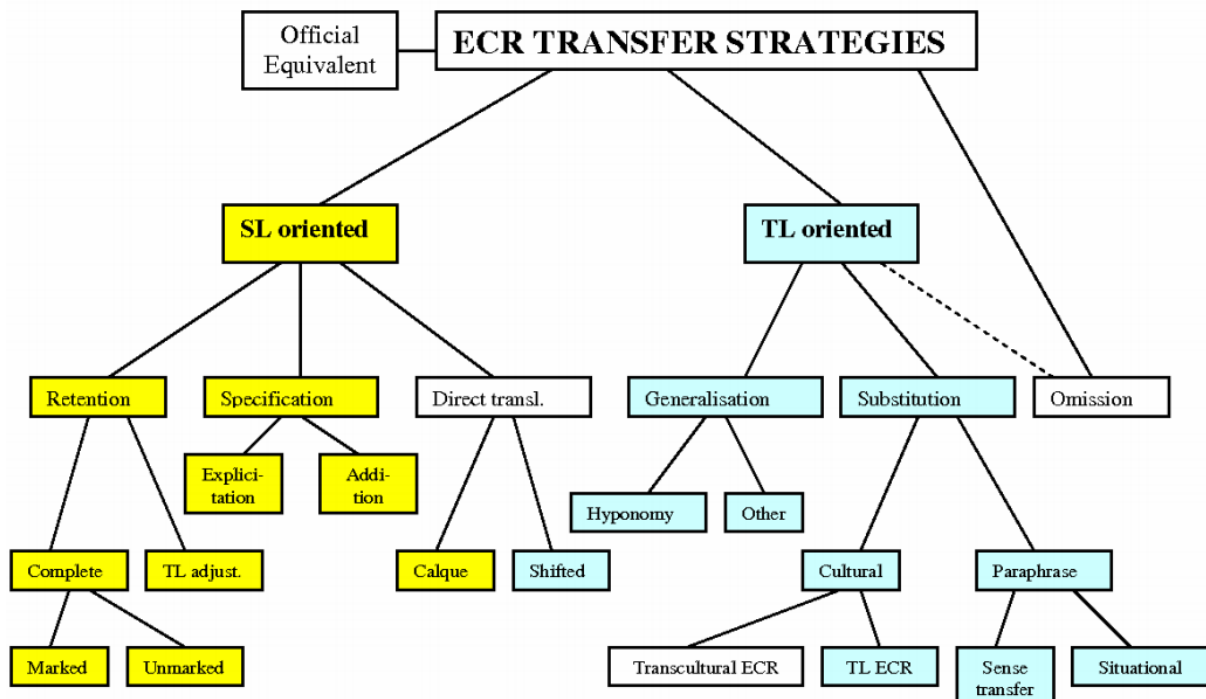 Official
Equivalent
ECR TRANSFER STRATEGIES
SL oriented
TL oriented
Retention
Specification
Direct transl.
Generalisation
Substitution
Omission
Explici-
tation
Addi-
tion
Hyponomy
Other
Complete
TL adjust.
Calque
Shifted
Cultural
Paraphrase
Marked
Unmarked
Transcultural ECR
TL ECR
Sense
transfer
Situational